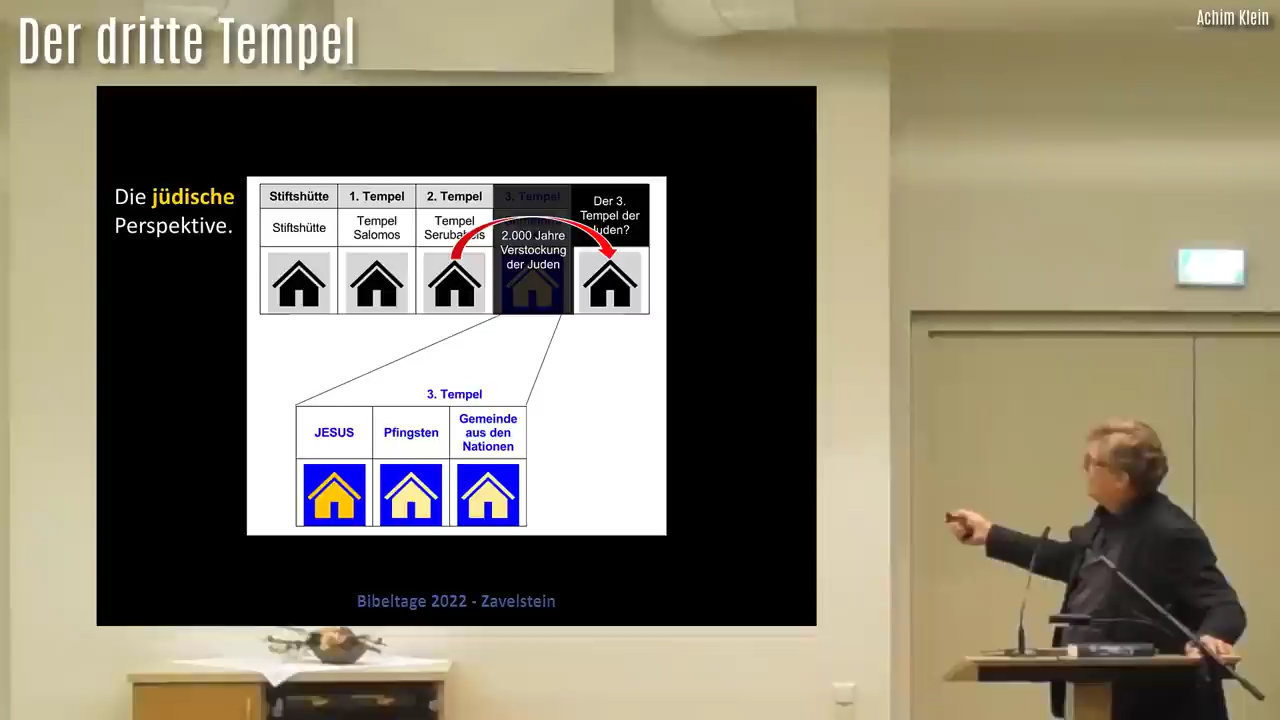 Der dritte Tempel
Achim Klein
Die jüdische
Perspektive.
Stiftshütte
1. Tempel
2. Tempel
3. Tempel
Der 3.
Tempel der
Juden?
Stiftshütte
Tempel
Salomos
Tempel
Serubabels
2.000 Jahre
Verstockung
der Juden
3. Tempel
JESUS
Pfingsten
Gemeinde
aus den
Nationen
Bibeltage 2022 - Zavelstein